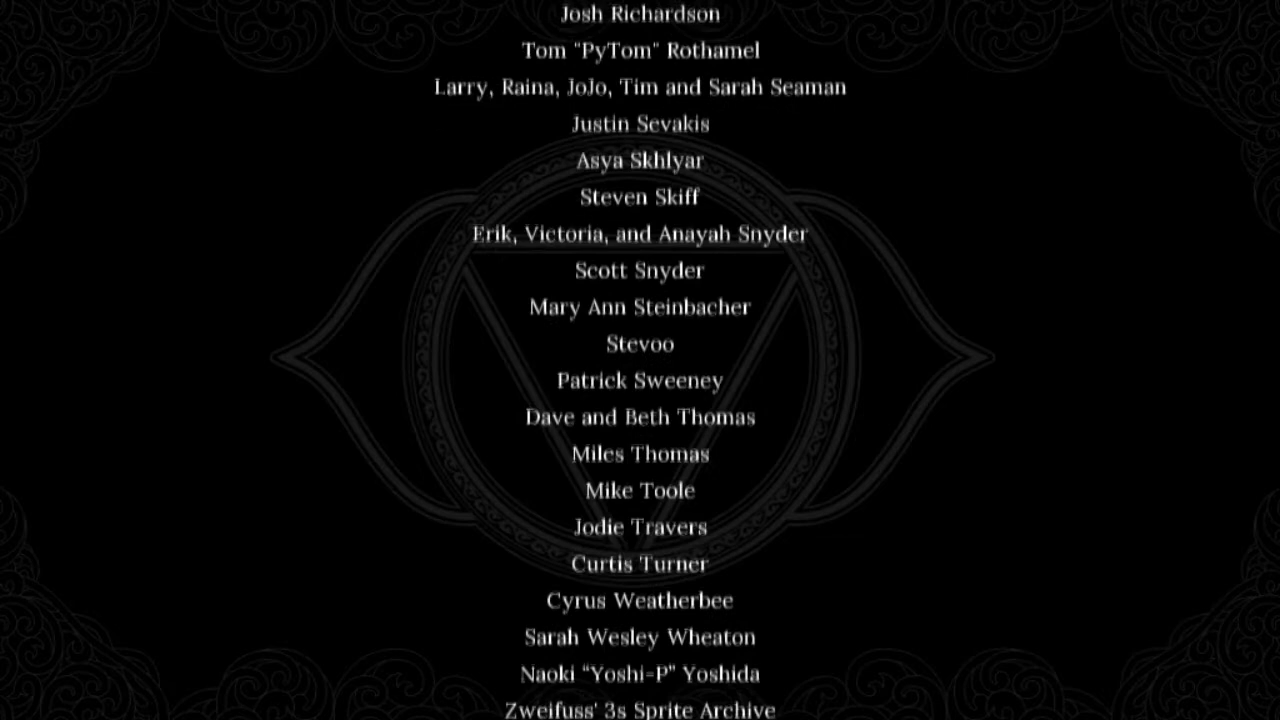 Josh Richardson
Tom "PyTom" Rothamel
Larry, Raina, JoJo, Tim and Sarah Seaman
Justin Sevakis
Asya Skhlyar
Steven Skiff
Erik, Victoria, and Anayah Snyder
Scott Snyder
Mary Ann Steinbacher
Stevoo
Patrick Sweeney
Dave and Beth Thomas
Miles Thomas
Mike Toole
Jodie Travers
Curtis Turner
Cyrus Weatherbee
Sarah Wesley Wheaton
Naoki “Yoshi-P” Yoshida
Zweifuss' 3s Sprite Archive